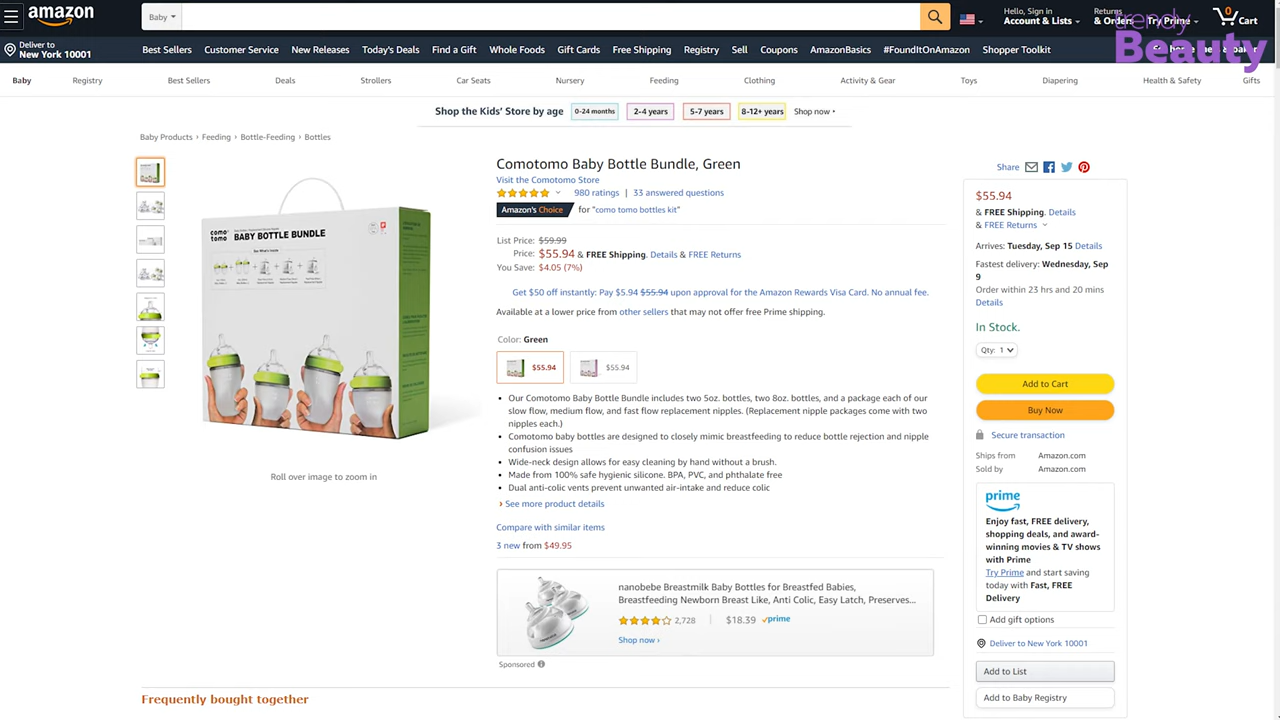 amazon
Baby
Hello, Sign in
Account & Lists
Returns
& Orders
Try Prime
0
Cart
trendy
Beauty
Deliver to
New York 10001
Best Sellers
Customer Service
New Releases
Today's Deals
Find a Gift
Whole Foods
Gift Cards
Free Shipping
Registry
Sell
Coupons
AmazonBasics
#FoundItOnAmazon
Shopper Toolkit
Baby
Registry
Best Sellers
Deals
Strollers
Car Seats
Nursery
Feeding
Clothing
Activity & Gear
Toys
Diapering
Health & Safety
Gifts
Shop the Kids' Store by age
0-24 months
2-4 years
5-7 years
8-12+ years
Shop now
Baby Products › Feeding › Bottle-Feeding › Bottles
como
tomo
BABY BOTTLE BUNDLE
See What's Inside
Roll over image to zoom in
Comotomo Baby Bottle Bundle, Green
Visit the Comotomo Store
980 ratings | 33 answered questions
Amazon's Choice for "como tomo bottles kit"
List Price: $59.99
Price: $55.94 & FREE Shipping. Details & FREE Returns
You Save: $4.05 (7%)
Get $50 off instantly: Pay $5.94 $55.94 upon approval for the Amazon Rewards Visa Card. No annual fee.
Available at a lower price from other sellers that may not offer free Prime shipping.
Color: Green
$55.94
$55.94
• Our Comotomo Baby Bottle Bundle includes two 5oz. bottles, two 8oz. bottles, and a package each of our
slow flow, medium flow, and fast flow replacement nipples. (Replacement nipple packages come with two
nipples each.)
• Comotomo baby bottles are designed to closely mimic breastfeeding to reduce bottle rejection and nipple
confusion issues
• Wide-neck design allows for easy cleaning by hand without a brush.
• Made from 100% safe hygienic silicone. BPA, PVC, and phthalate free
• Dual anti-colic vents prevent unwanted air-intake and reduce colic
› See more product details
Compare with similar items
3 new from $49.95
nanobebe Breastmilk Baby Bottles for Breastfed Babies,
Breastfeeding Newborn Breast Like, Anti Colic, Easy Latch, Preserves...
2,728 | $18.39 prime
Shop now ›
Sponsored
Frequently bought together
Share
$55.94
& FREE Shipping. Details
& FREE Returns
Arrives: Tuesday, Sep 15 Details
Fastest delivery: Wednesday, Sep
9
Order within 23 hrs and 20 mins
Details
In Stock.
Qty: 1
Add to Cart
Buy Now
Secure transaction
Ships from Amazon.com
Sold by Amazon.com
prime
Enjoy fast, FREE delivery,
shopping deals, and award-
winning movies & TV shows
with Prime
Try Prime and start saving
today with Fast, FREE
Delivery
Add gift options
Deliver to New York 10001
Add to List
Add to Baby Registry